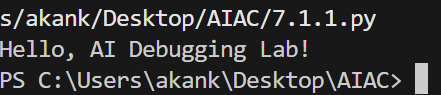 s/akank/Desktop/AIAC/7.1.1.py
Hello, AI Debugging Lab!
PS C:\Users\akank\Desktop\AIAC>